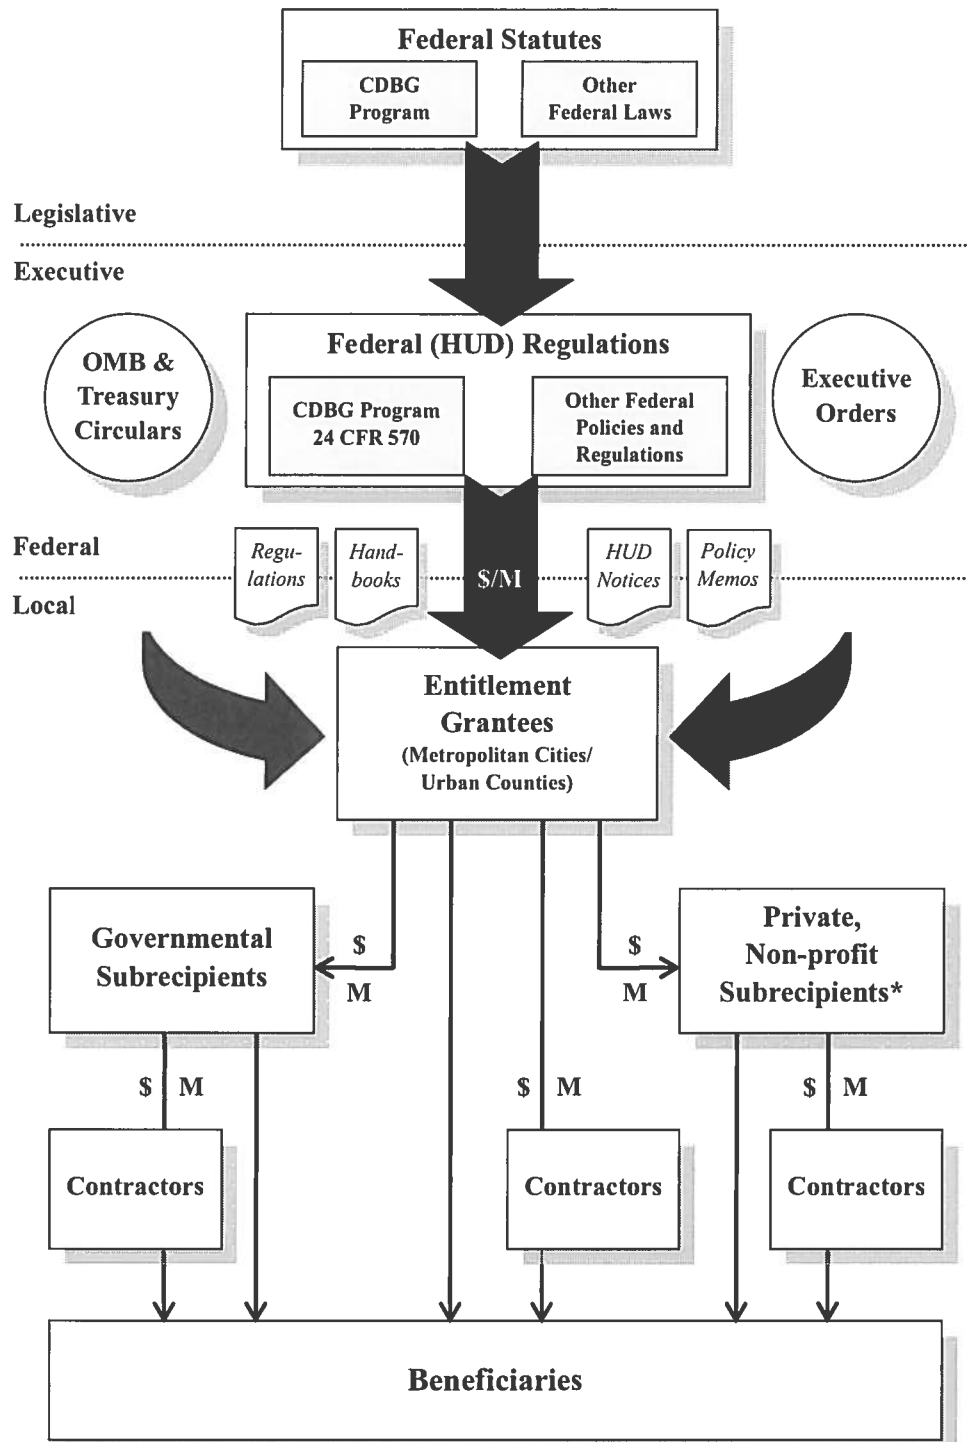 Federal Statutes
CDBG
Program
Other
Federal Laws
Legislative
Executive
OMB &
Treasury
Circulars
Federal (HUD) Regulations
CDBG Program
24 CFR 570
Other Federal
Policies and
Regulations
Executive
Orders
Federal
Local
Regu-
lations
Hand-
books
$/M
HUD
Notices
Policy
Memos
Entitlement
Grantees
(Metropolitan Cities/
Urban Counties)
Governmental
Subrecipients
$
M
$
M
Private,
Non-profit
Subrecipients*
$ M
$ M
$ M
Contractors
Contractors
Contractors
Beneficiaries